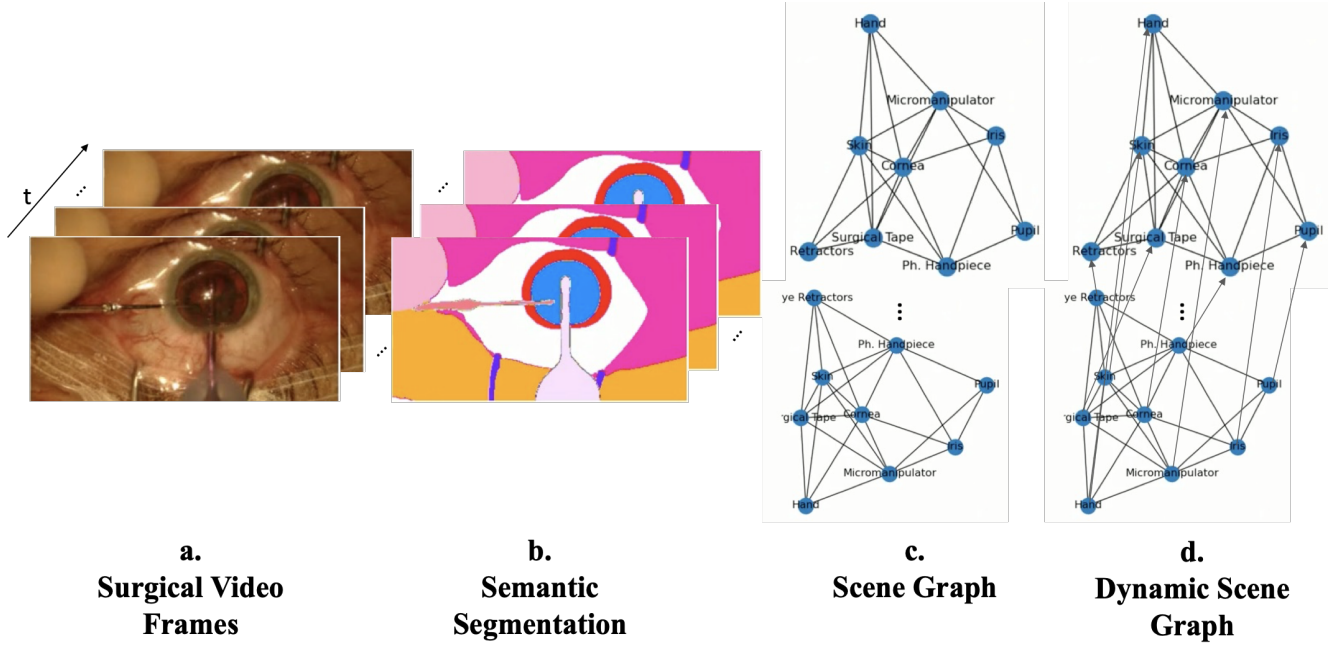 t
...
...
...
...
Hand
Micromanipulator
Iris
Skin
Cornea
Surgical Tape
Pupil
Retractors
Ph. Handpiece
...
ye Retractors
Ph. Handpiece
Skin
Pupil
gical Tape
Cornea
Iris
Micromanipulator
Hand
Hand
Micromanipulator
Iris
Skin
Cornea
Surgical Tape
Pupil
Retractors
Ph. Handpiece
...
ye Retractors
Ph. Handpiece
Skin
Pupil
gical Tape
Cornea
Iris
Micromanipulator
Hand
a.
Surgical Video
Frames
b.
Semantic
Segmentation
c.
Scene Graph
d.
Dynamic Scene
Graph